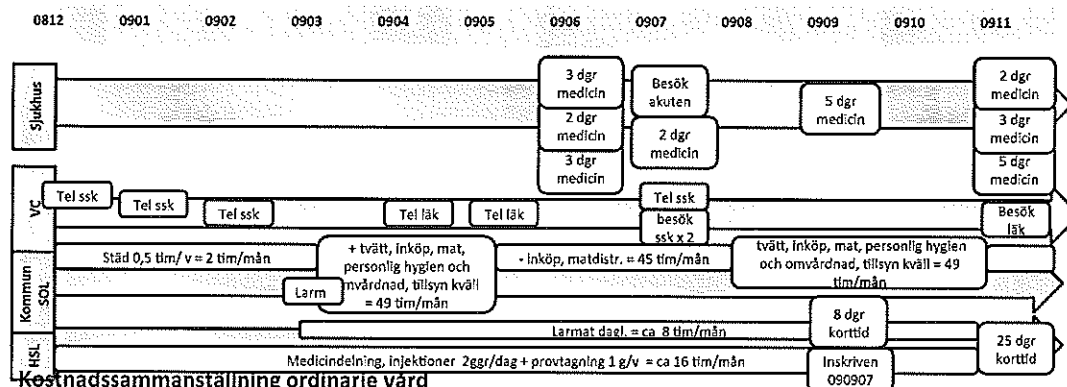 0812 0901 0902 0903 0904 0905 0906 0907 0908 0909 0910 0911
Sjukhus
3 dgr
medicin
2 dgr
medicin
3 dgr
medicin
Besök
akuten
2 dgr
medicin
5 dgr
medicin
2 dgr
medicin
3 dgr
medicin
5 dgr
medicin
VC
Tel ssk
Tel ssk
Tel ssk
Tel läk
Tel läk
Tel ssk
besök
ssk x 2
Besök
läk
Kommun
SOL
Städ 0,5 tim/ v = 2 tim/mån
+ tvätt, inköp, mat,
personlig hygien och
omvårdnad, tillsyn kväll
= 49 tim/mån
Larm
- inköp, matdistr. = 45 tim/mån
tvätt, inköp, mat, personlig hygien
och omvårdnad, tillsyn kväll = 49
tim/mån
Larmat dagl. = ca 8 tim/mån
8 dgr
korttid
25 dgr
korttid
HSL
Medicindelning, injektioner 2ggr/dag + provtagning 1 g/v = ca 16 tim/mån
Inskriven
090907
Kostnadssammanställning ordinarie vård